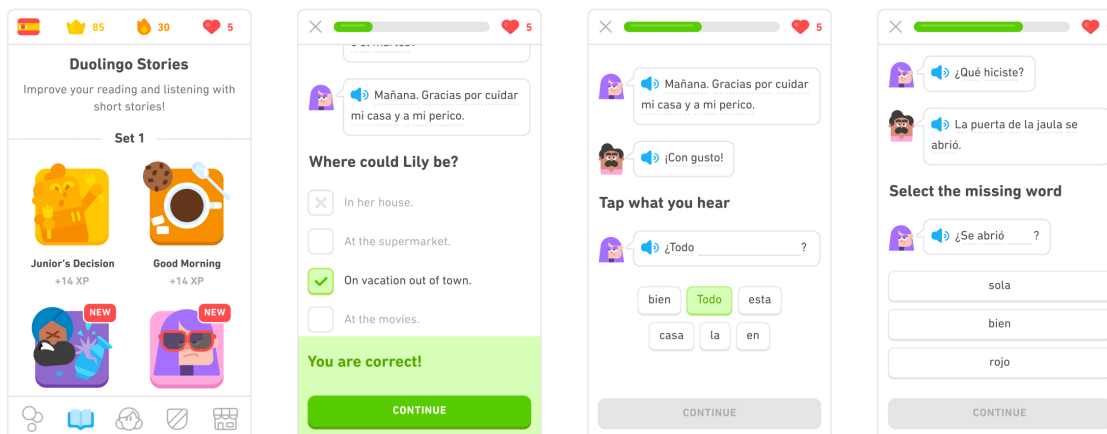 85 30 5
Duolingo Stories
Improve your reading and listening with
short stories!
Set 1
Junior's Decision
+14 XP
Good Morning
+14 XP
NEW
NEW
5
Mañana. Gracias por cuidar
mi casa y a mi perico.
Where could Lily be?
In her house.
At the supermarket.
On vacation out of town.
At the movies.
You are correct!
CONTINUE
5
Mañana. Gracias por cuidar
mi casa y a mi perico.
¡Con gusto!
Tap what you hear
¿Todo ?
bien Todo esta
casa la en
CONTINUE
¿Qué hiciste?
La puerta de la jaula se
abrió.
Select the missing word
¿Se abrió ___ ?
sola
bien
rojo
CONTINUE